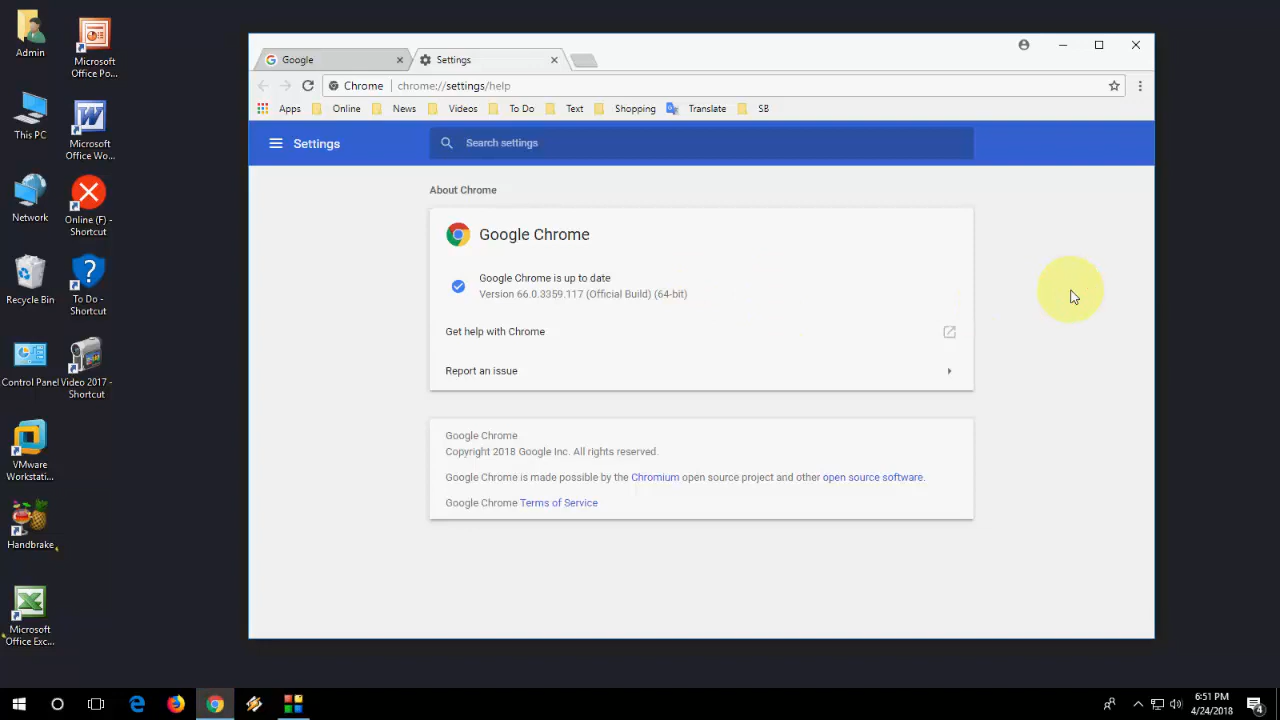 Admin
Microsoft
Office Po...
This PC
Microsoft
Office Wo...
Network
Online (F) -
Shortcut
Recycle Bin
To Do -
Shortcut
Control Panel
Video 2017 -
Shortcut
VMware
Workstati...
Handbrake
Microsoft
Office Exc...
Google
Settings
Chrome
chrome://settings/help
Apps
Online
News
Videos
To Do
Text
Shopping
Translate
SB
Settings
Search settings
About Chrome
Google Chrome
Google Chrome is up to date
Version 66.0.3359.117 (Official Build) (64-bit)
Get help with Chrome
Report an issue
Google Chrome
Copyright 2018 Google Inc. All rights reserved.
Google Chrome is made possible by the Chromium open source project and other open source software.
Google Chrome Terms of Service
6:51 PM
4/24/2018
4